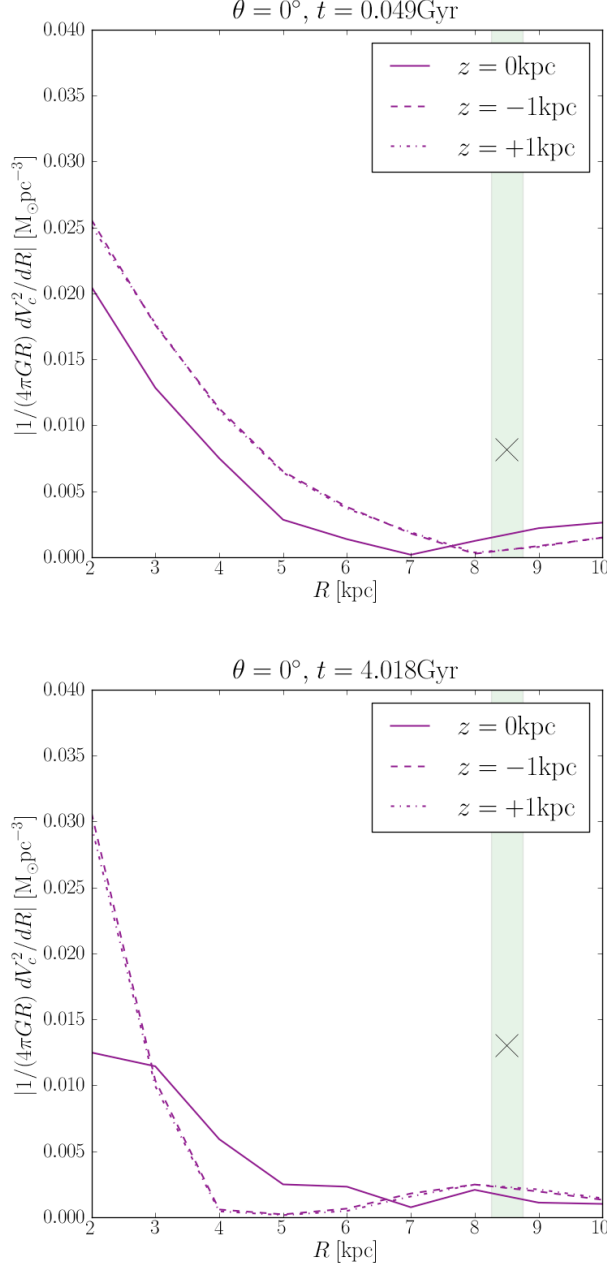 θ = 0°, t = 0.049Gyr
0.040
0.035
0.030
0.025
0.020
0.015
0.010
0.005
0.000
|1/(4πGR) dV_c^2/dR| [M_⊙pc^{-3}]
z = 0kpc
z = −1kpc
z = +1kpc
2 3 4 5 6 7 8 9 10
R [kpc]
θ = 0°, t = 4.018Gyr
0.040
0.035
0.030
0.025
0.020
0.015
0.010
0.005
0.000
|1/(4πGR) dV_c^2/dR| [M_⊙pc^{-3}]
z = 0kpc
z = −1kpc
z = +1kpc
2 3 4 5 6 7 8 9 10
R [kpc]